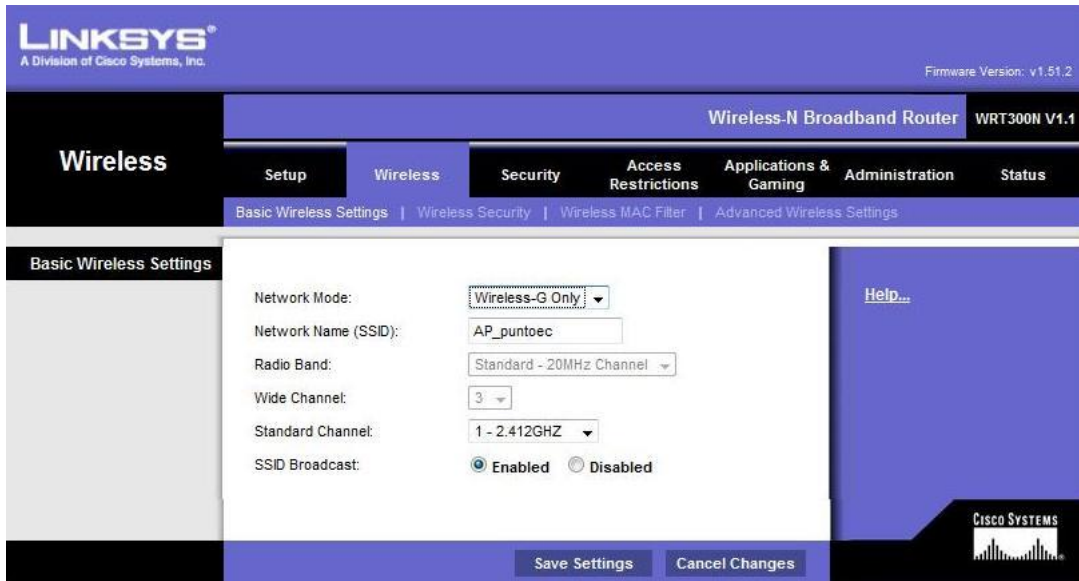 LINKSYS®
A Division of Cisco Systems, Inc.
Firmware Version: v1.51.2
Wireless-N Broadband Router WRT300N V1.1
Wireless
Setup Wireless Security Access Restrictions Applications & Gaming Administration Status
Basic Wireless Settings | Wireless Security | Wireless MAC Filter | Advanced Wireless Settings
Basic Wireless Settings
Help...
Network Mode: Wireless-G Only
Network Name (SSID): AP_puntoec
Radio Band: Standard - 20MHz Channel
Wide Channel: 3
Standard Channel: 1 - 2.412GHZ
SSID Broadcast: Enabled Disabled
CISCO SYSTEMS
Save Settings Cancel Changes